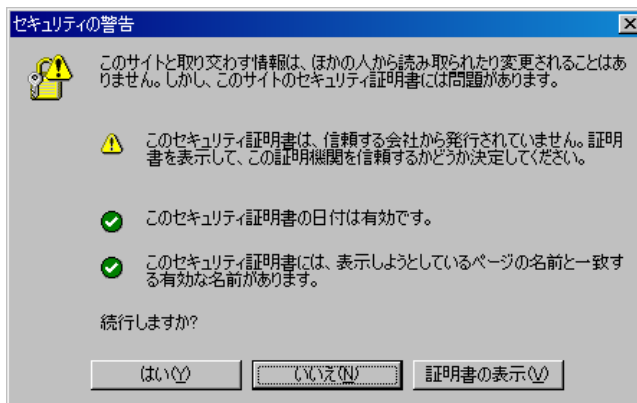 セキュリティの警告
このサイトと取り交わす情報は、ほかの人から読み取られたり変更されることはあ
りません。しかし、このサイトのセキュリティ証明書には問題があります。
このセキュリティ証明書は、信頼する会社から発行されていません。証明
書を表示して、この証明機関を信頼するかどうか決定してください。
このセキュリティ証明書の日付は有効です。
このセキュリティ証明書には、表示しようとしているページの名前と一致す
る有効な名前があります。
続行しますか?
はい(Y)
いいえ(N)
証明書の表示(V)